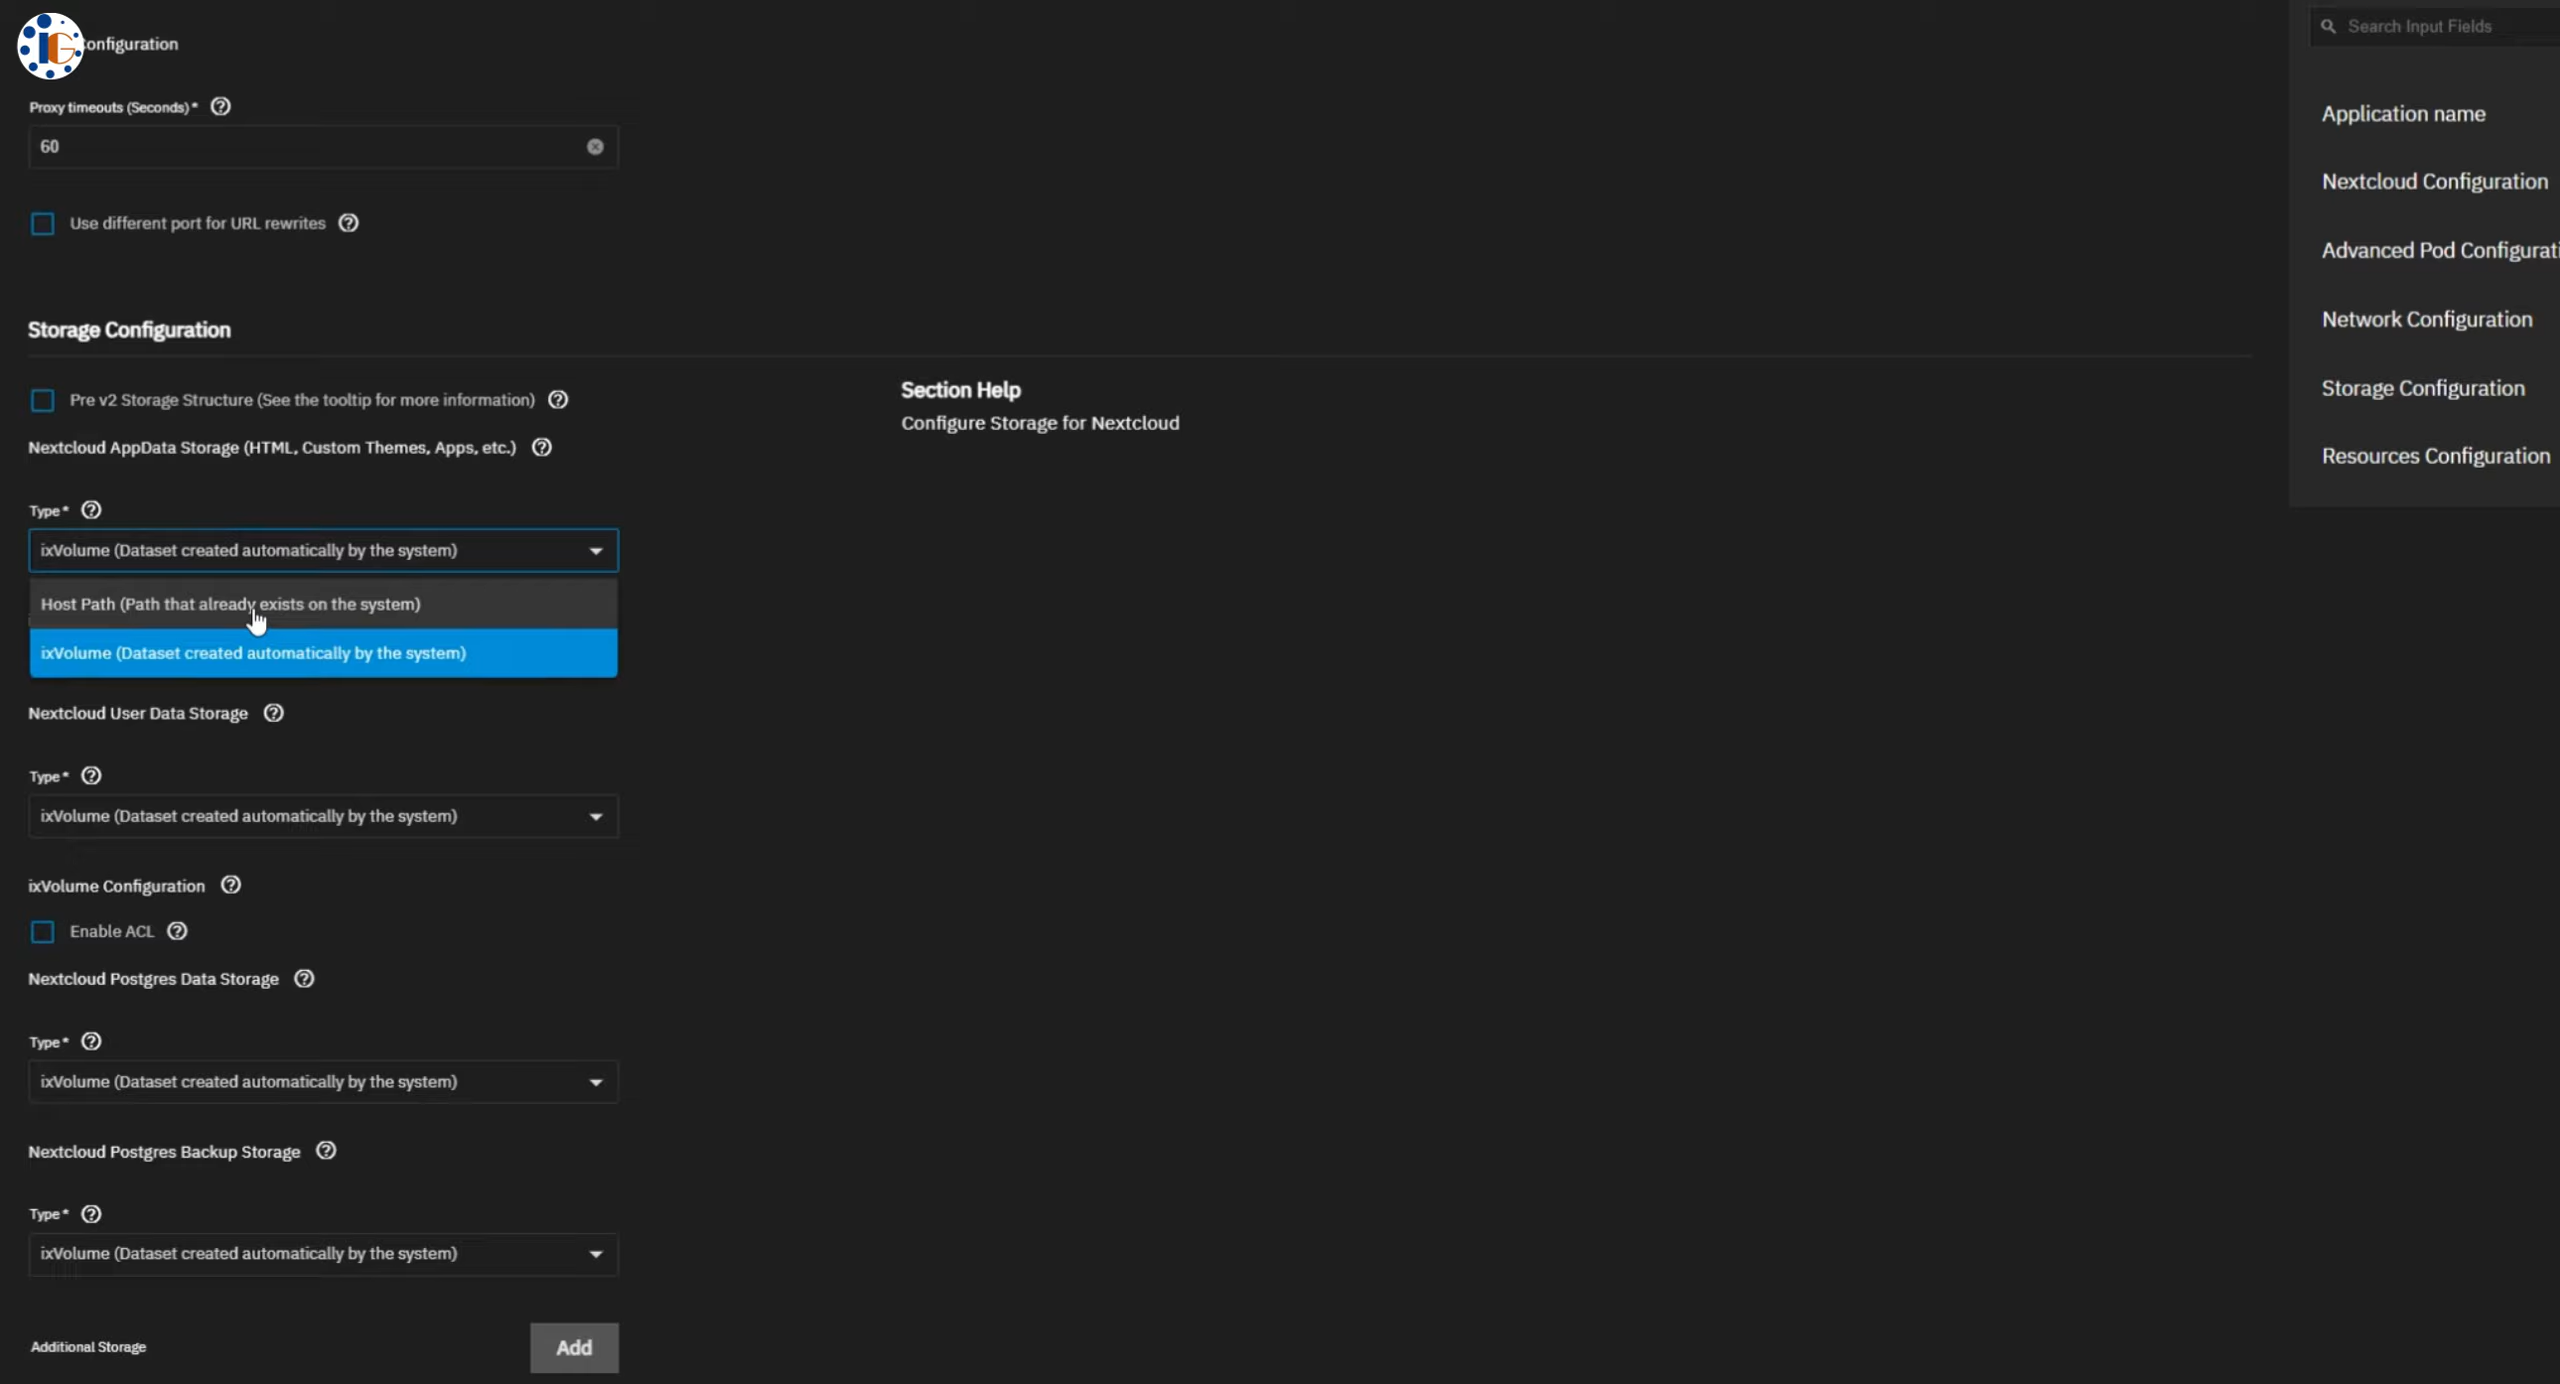 IG
onfiguration
Proxy timeouts (Seconds) *
60
Use different port for URL rewrites
Storage Configuration
Pre v2 Storage Structure (See the tooltip for more information)
Nextcloud AppData Storage (HTML, Custom Themes, Apps, etc.)
Type *
ixVolume (Dataset created automatically by the system)
Host Path (Path that already exists on the system)
ixVolume (Dataset created automatically by the system)
Nextcloud User Data Storage
Type *
ixVolume (Dataset created automatically by the system)
ixVolume Configuration
Enable ACL
Nextcloud Postgres Data Storage
Type *
ixVolume (Dataset created automatically by the system)
Nextcloud Postgres Backup Storage
Type *
ixVolume (Dataset created automatically by the system)
Additional Storage
Add
Section Help
Configure Storage for Nextcloud
Search Input Fields
Application name
Nextcloud Configuration
Advanced Pod Configurati
Network Configuration
Storage Configuration
Resources Configuration